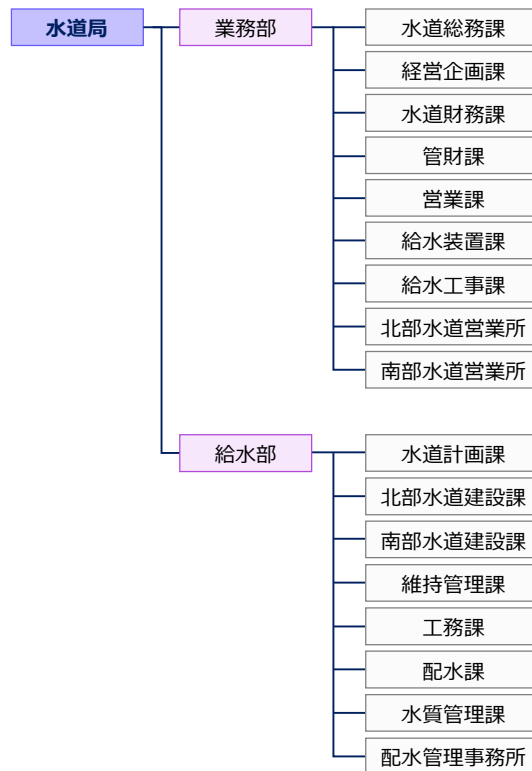 水道局
業務部
水道総務課
経営企画課
水道財務課
管財課
営業課
給水装置課
給水工事課
北部水道営業所
南部水道営業所
給水部
水道計画課
北部水道建設課
南部水道建設課
維持管理課
工務課
配水課
水質管理課
配水管理事務所